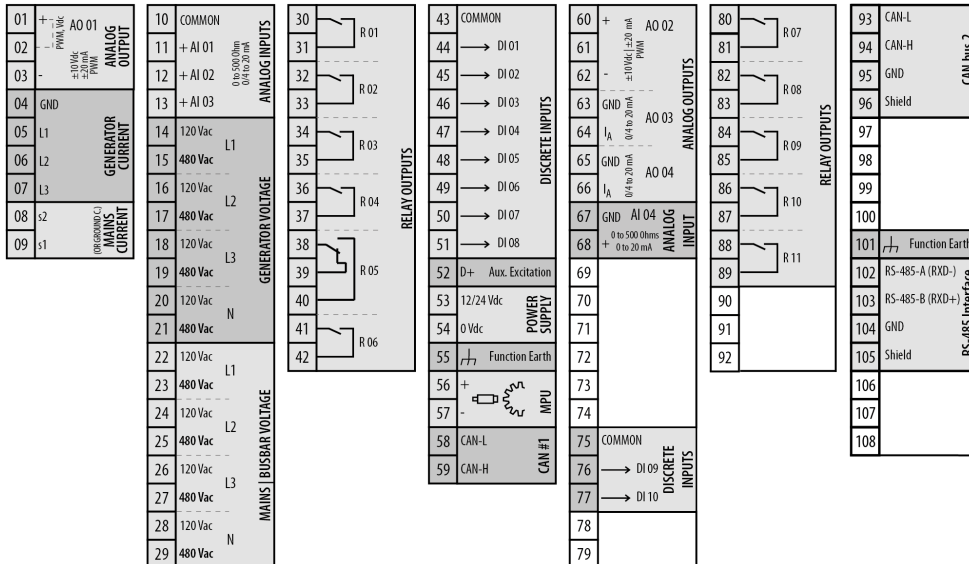 01 + AO 01
02 PWM, Vdc
03 - ±10 Vdc ±20 mA PWM
ANALOG OUTPUT
04 GND
05 L1
06 L2
07 L3
GENERATOR CURRENT
08 s2
09 s1
(OR GROUND C.) MAINS CURRENT
10 COMMON
11 + AI 01
12 + AI 02
13 + AI 03
0 to 500 Ohm
0/4 to 20 mA
ANALOG INPUTS
14 120 Vac
L1
15 480 Vac
16 120 Vac
L2
17 480 Vac
18 120 Vac
L3
19 480 Vac
20 120 Vac
N
21 480 Vac
GENERATOR VOLTAGE
22 120 Vac
L1
23 480 Vac
24 120 Vac
L2
25 480 Vac
26 120 Vac
L3
27 480 Vac
28 120 Vac
N
29 480 Vac
MAINS | BUSBAR VOLTAGE
30
R 01
31
32
R 02
33
34
R 03
35
36
R 04
37
38
39 R 05
40
41
R 06
42
RELAY OUTPUTS
43 COMMON
44 DI 01
45 DI 02
46 DI 03
47 DI 04
48 DI 05
49 DI 06
50 DI 07
51 DI 08
DISCRETE INPUTS
52 D+ Aux. Excitation
53 12/24 Vdc
54 0 Vdc
POWER SUPPLY
55 Function Earth
56 +
57 -
MPU
58 CAN-L
59 CAN-H
CAN #1
60 + AO 02
61
62 -
±10 Vdc | ±20 mA
PWM
63 GND
AO 03
64 IA
0/4 to 20 mA
65 GND
AO 04
66 IA
0/4 to 20 mA
ANALOG OUTPUTS
67 GND AI 04
68 + 0 to 500 Ohms
0 to 20 mA
ANALOG INPUT
69
70
71
72
73
74
75 COMMON
76 DI 09
77 DI 10
DISCRETE INPUTS
78
79
80
R 07
81
82
R 08
83
84
R 09
85
86
R 10
87
88
R 11
89
RELAY OUTPUTS
90
91
92
93 CAN-L
94 CAN-H
95 GND
96 Shield
CAN bus 2
97
98
99
100
101 Function Earth
102 RS-485-A (RXD-)
103 RS-485-B (RXD+)
104 GND
105 Shield
RS-485 Interface
106
107
108